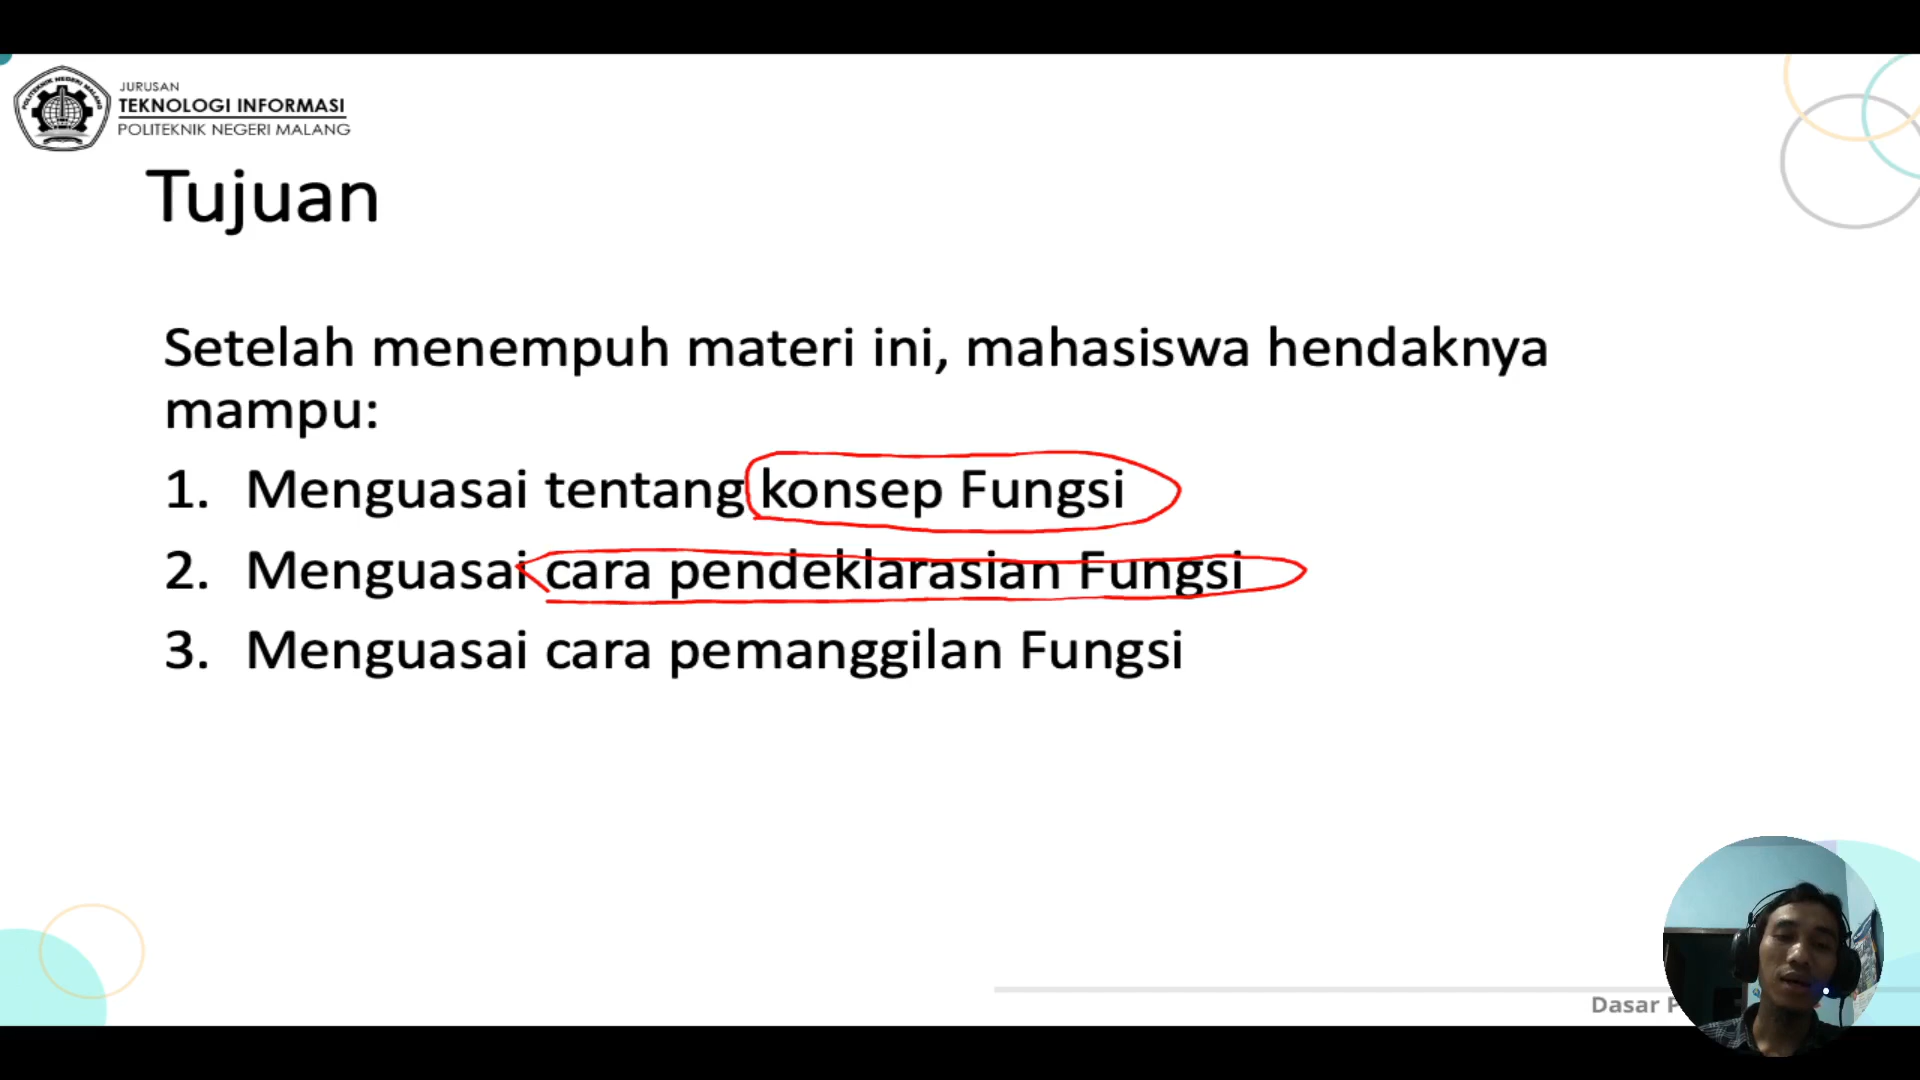 JURUSAN
TEKNOLOGI INFORMASI
POLITEKNIK NEGERI MALANG
Tujuan
Setelah menempuh materi ini, mahasiswa hendaknya
mampu:
1. Menguasai tentang konsep Fungsi
2. Menguasai cara pendeklarasian Fungsi
3. Menguasai cara pemanggilan Fungsi
Dasar